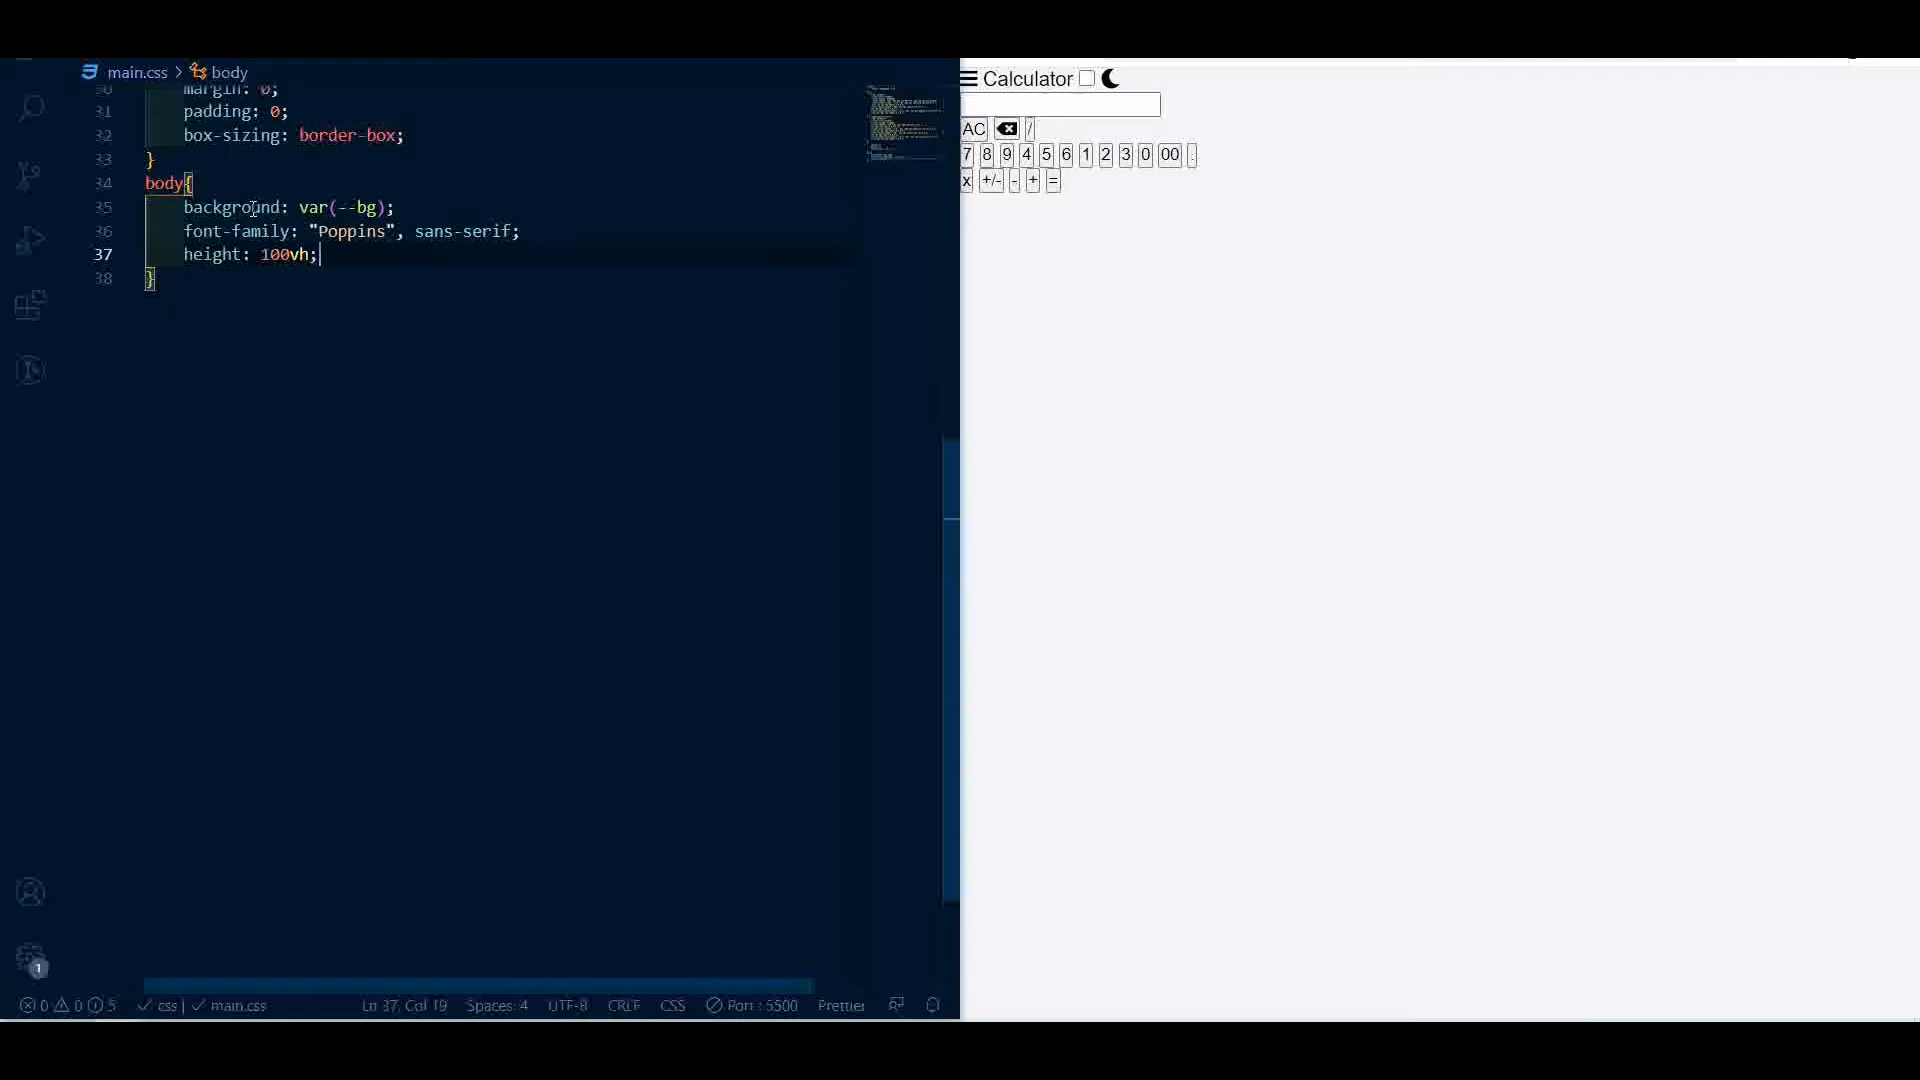 main.css > body
30 margin: 0;
31 padding: 0;
32 box-sizing: border-box;
33 }
34 body{
35 background: var(--bg);
36 font-family: "Poppins", sans-serif;
37 height: 100vh;
38 }
0 0 5 css | main.css Ln 37, Col 19 Spaces: 4 UTF-8 CRLF CSS Port : 5500 Prettier
1
Calculator
AC /
7 8 9 4 5 6 1 2 3 0 00 .
x +/- - + =